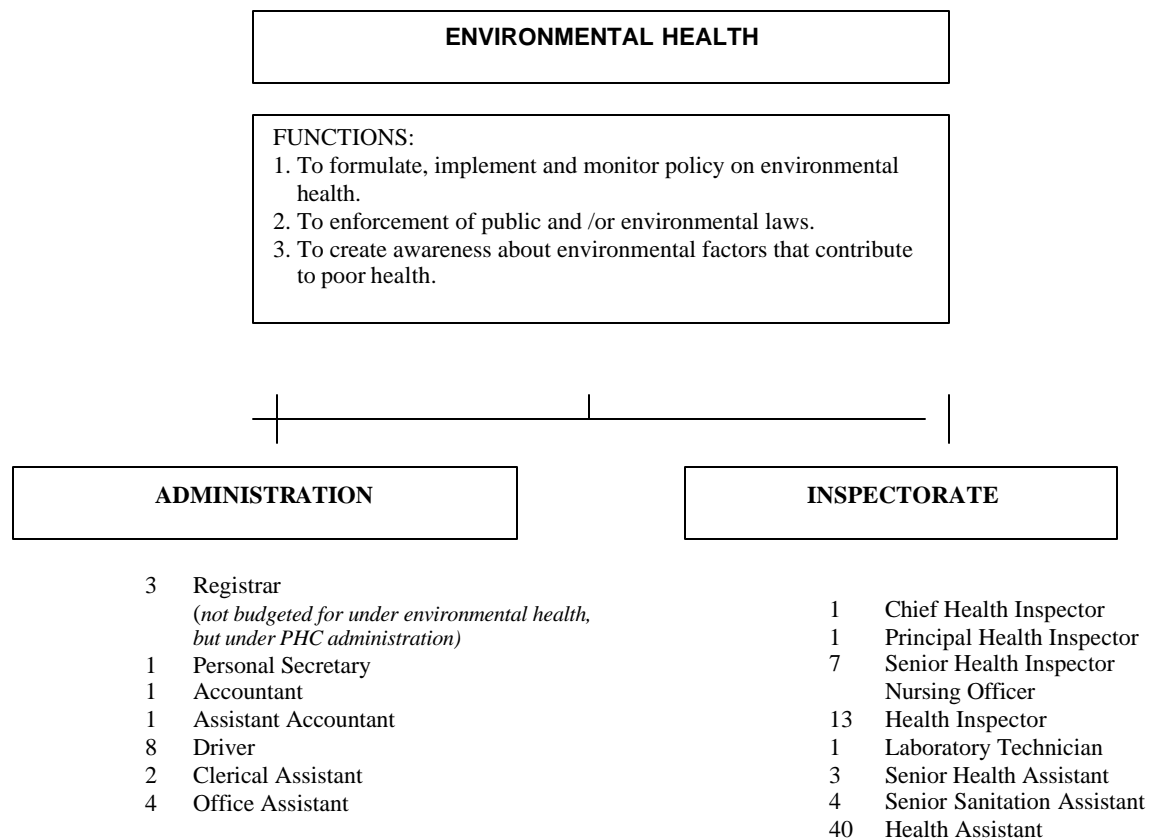 ENVIRONMENTAL HEALTH
FUNCTIONS:
1. To formulate, implement and monitor policy on environmental
health.
2. To enforcement of public and /or environmental laws.
3. To create awareness about environmental factors that contribute
to poor health.
ADMINISTRATION
3 Registrar
(not budgeted for under environmental health,
but under PHC administration)
1 Personal Secretary
1 Accountant
1 Assistant Accountant
8 Driver
2 Clerical Assistant
4 Office Assistant
INSPECTORATE
1 Chief Health Inspector
1 Principal Health Inspector
7 Senior Health Inspector
Nursing Officer
13 Health Inspector
1 Laboratory Technician
3 Senior Health Assistant
4 Senior Sanitation Assistant
40 Health Assistant